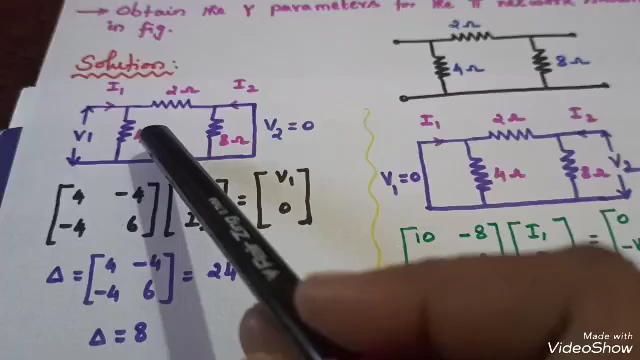 → Obtain the Y parameters for the π network
in fig.
Solution:
I1 2Ω I2
V1 8Ω V2 = 0
[4 -4
-4 6] = [V1
0]
Δ = [4 -4
-4 6] = 24
Δ = 8
2Ω
4Ω 8Ω
I1 2Ω I2
V1 = 0 4Ω 8Ω V2
[10 -8] [I1 = [0
V Flair
Made with
VideoShow